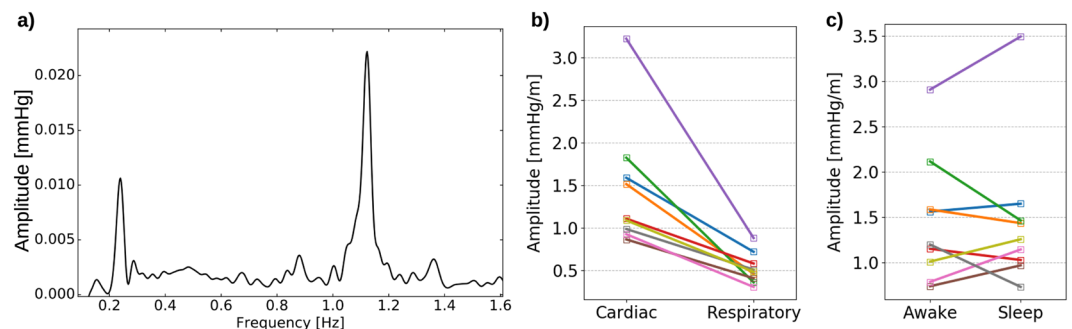 a)
Amplitude [mmHg]
0.020
0.015
0.010
0.005
0.000
0.2 0.4 0.6 0.8 1.0 1.2 1.4 1.6
Frequency [Hz]
b)
Amplitude [mmHg/m]
3.0
2.5
2.0
1.5
1.0
0.5
Cardiac Respiratory
c)
Amplitude [mmHg/m]
3.5
3.0
2.5
2.0
1.5
1.0
Awake Sleep